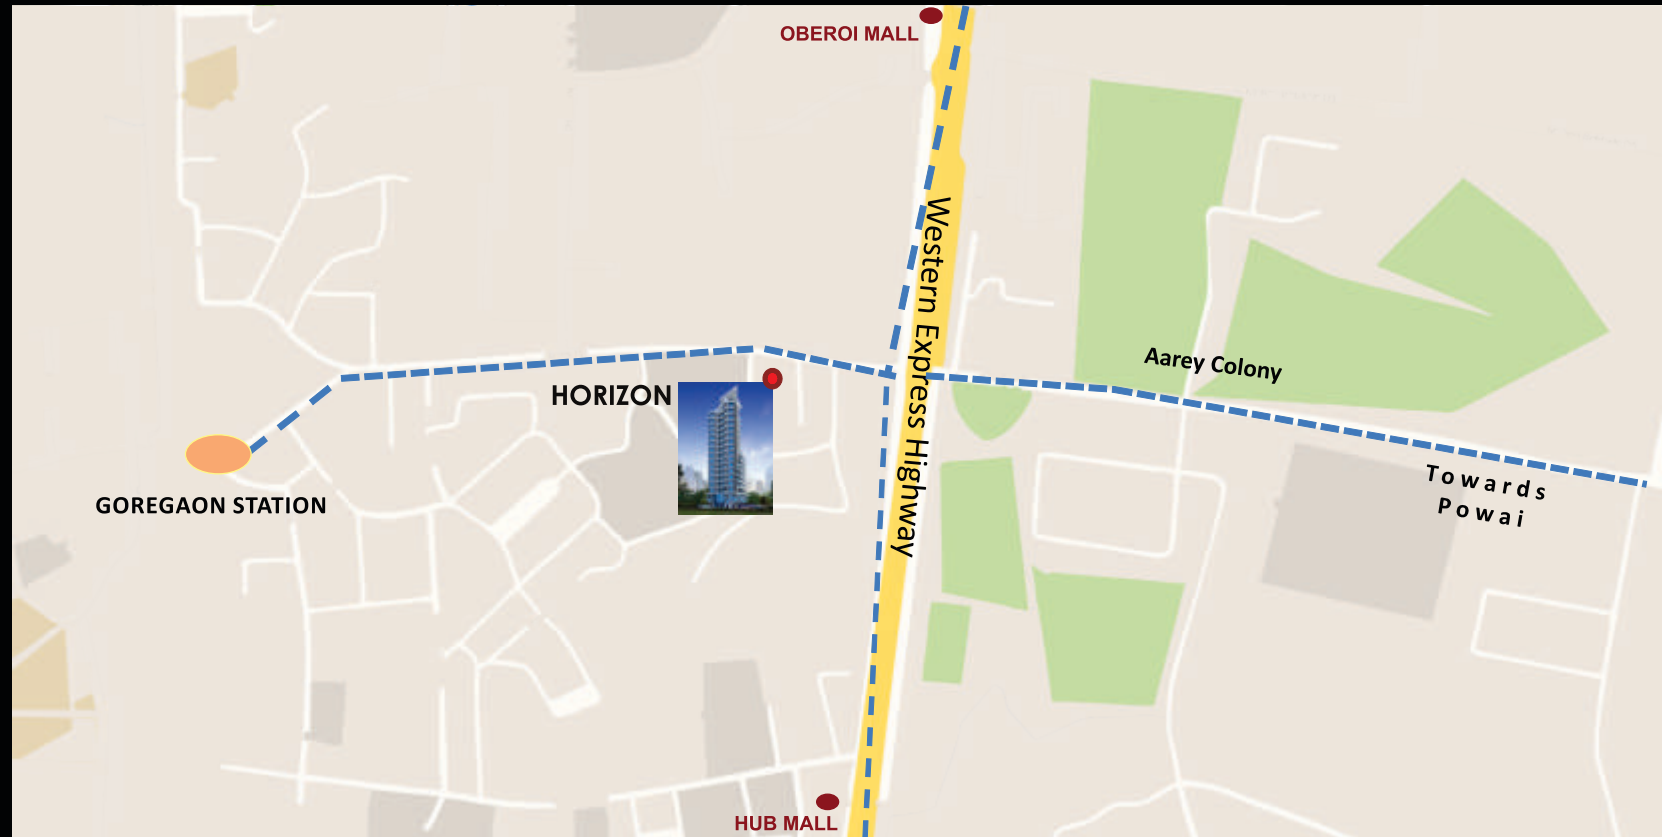 OBEROI MALL
Western Express Highway
Aarey Colony
HORIZON
Towards
Powai
GOREGAON STATION
HUB MALL